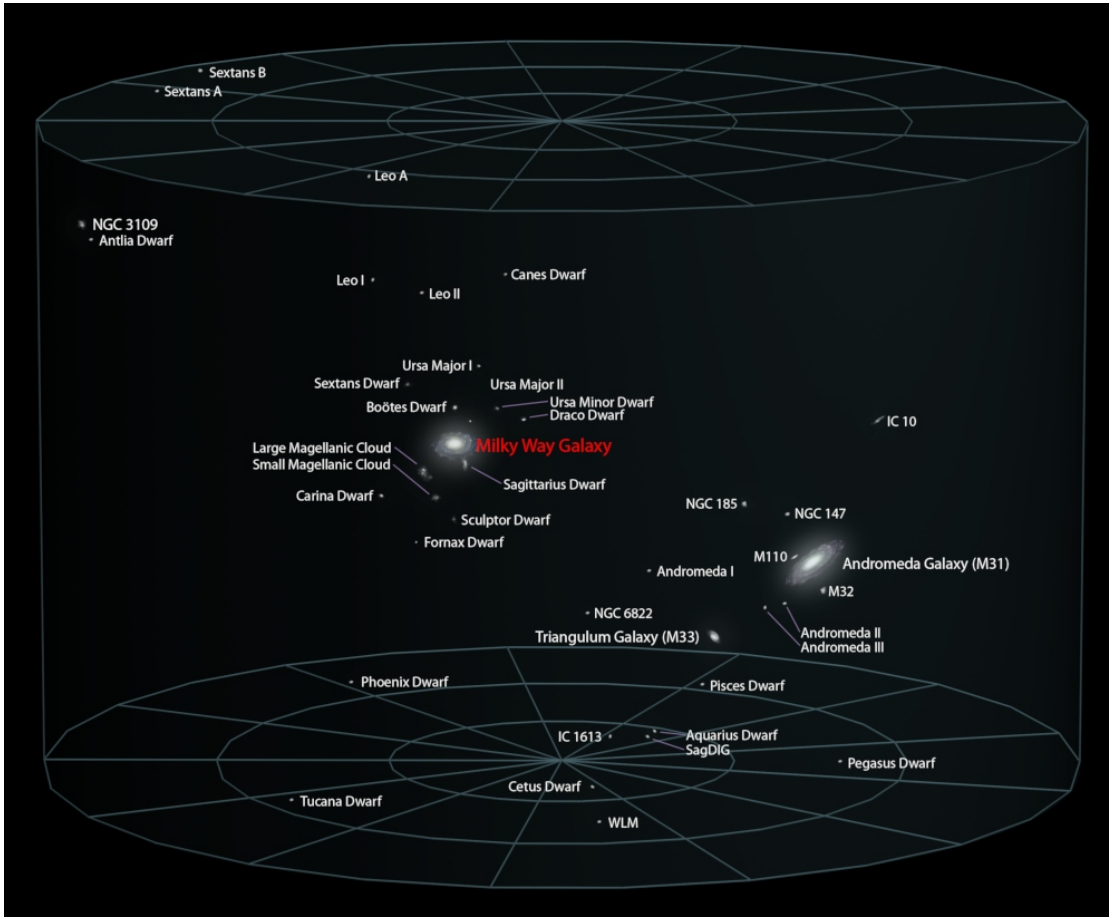 Sextans B
Sextans A
Leo A
NGC 3109
Antlia Dwarf
Canes Dwarf
Leo I
Leo II
Ursa Major I
Sextans Dwarf
Ursa Major II
Ursa Minor Dwarf
Boötes Dwarf
Draco Dwarf
IC 10
Milky Way Galaxy
Large Magellanic Cloud
Small Magellanic Cloud
Sagittarius Dwarf
Carina Dwarf
NGC 185
NGC 147
Sculptor Dwarf
Fornax Dwarf
M110
Andromeda Galaxy (M31)
Andromeda I
M32
NGC 6822
Andromeda II
Triangulum Galaxy (M33)
Andromeda III
Phoenix Dwarf
Pisces Dwarf
IC 1613
Aquarius Dwarf
SagDIG
Pegasus Dwarf
Cetus Dwarf
Tucana Dwarf
WLM